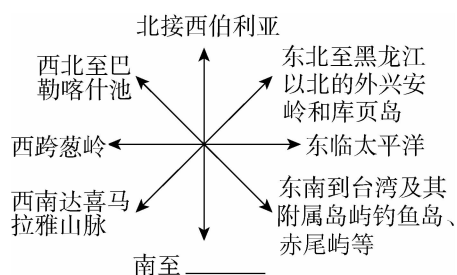 北接西伯利亚
西北至巴
勒喀什池
东北至黑龙江
以北的外兴安
岭和库页岛
西跨葱岭
东临太平洋
西南达喜马
拉雅山脉
东南到台湾及其
附属岛屿钓鱼岛、
赤尾屿等
南至